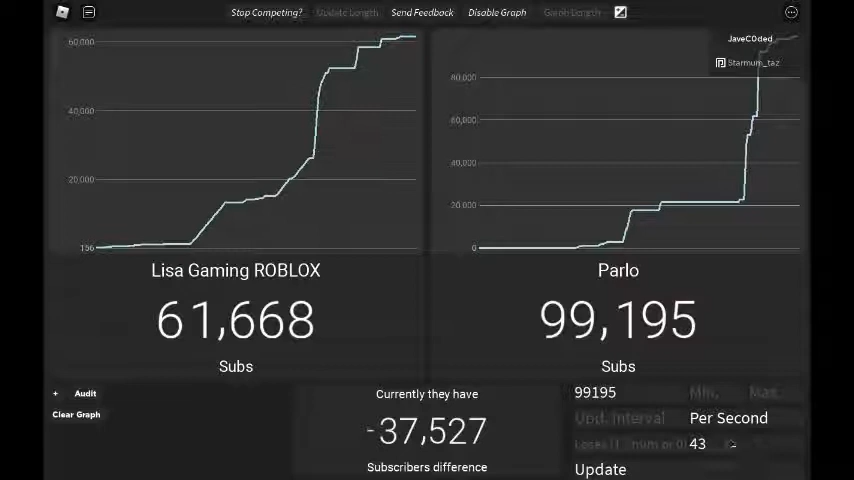 Stop Competing? Update Length Send Feedback Disable Graph Graph Length
JaveC0ded
Starmum_taz
60,000
40,000
20,000
156
80,000
60,000
40,000
20,000
0
Lisa Gaming ROBLOX
61,668
Subs
Parlo
99,195
Subs
+ Audit
Clear Graph
Currently they have
-37,527
Subscribers difference
99195 Min. Max.
Upd. Interval Per Second
43
Update